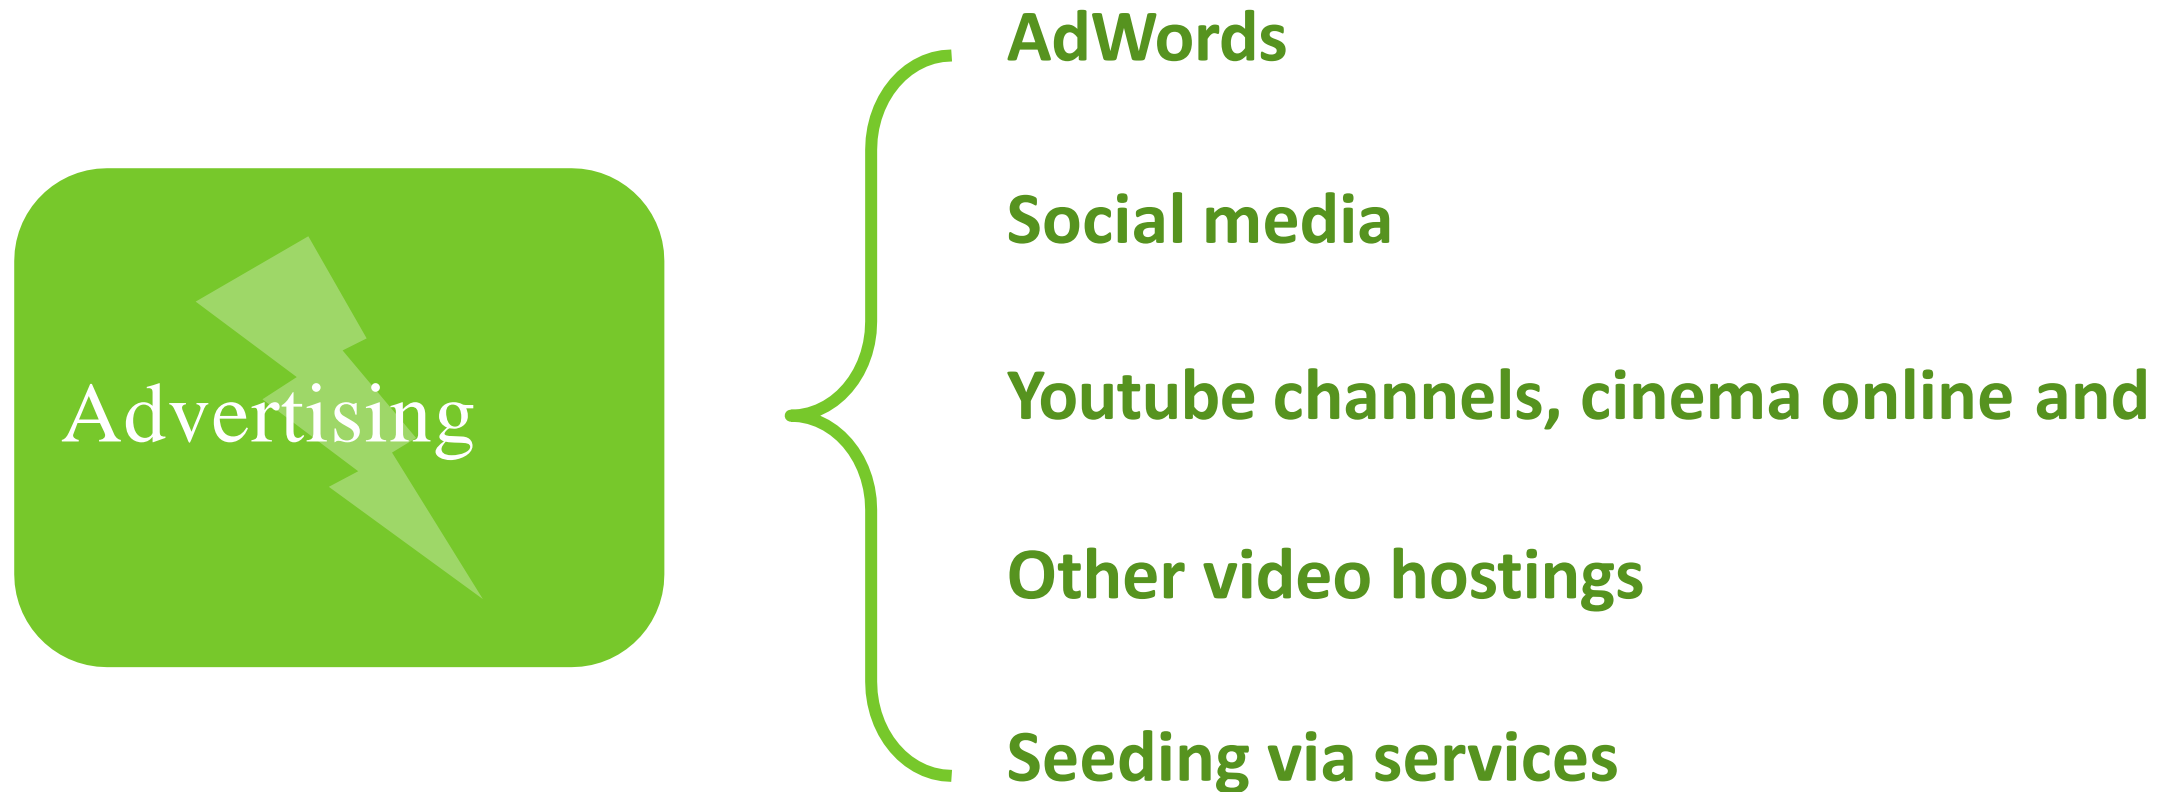 AdWords
Social media
Youtube channels, cinema online and
Advertising
Other video hostings
Seeding via services